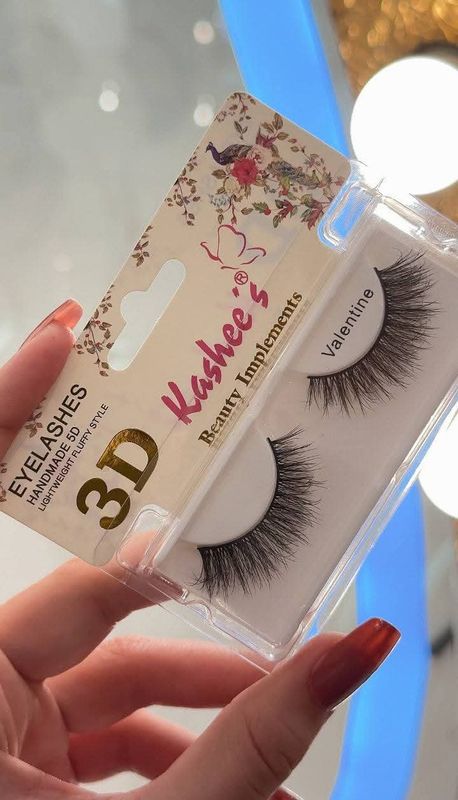 Kashee's®
Beauty Implements
EYELASHES
HANDMADE 5D
LIGHTWEIGHT FLUFFY STYLE
3D
Valentine